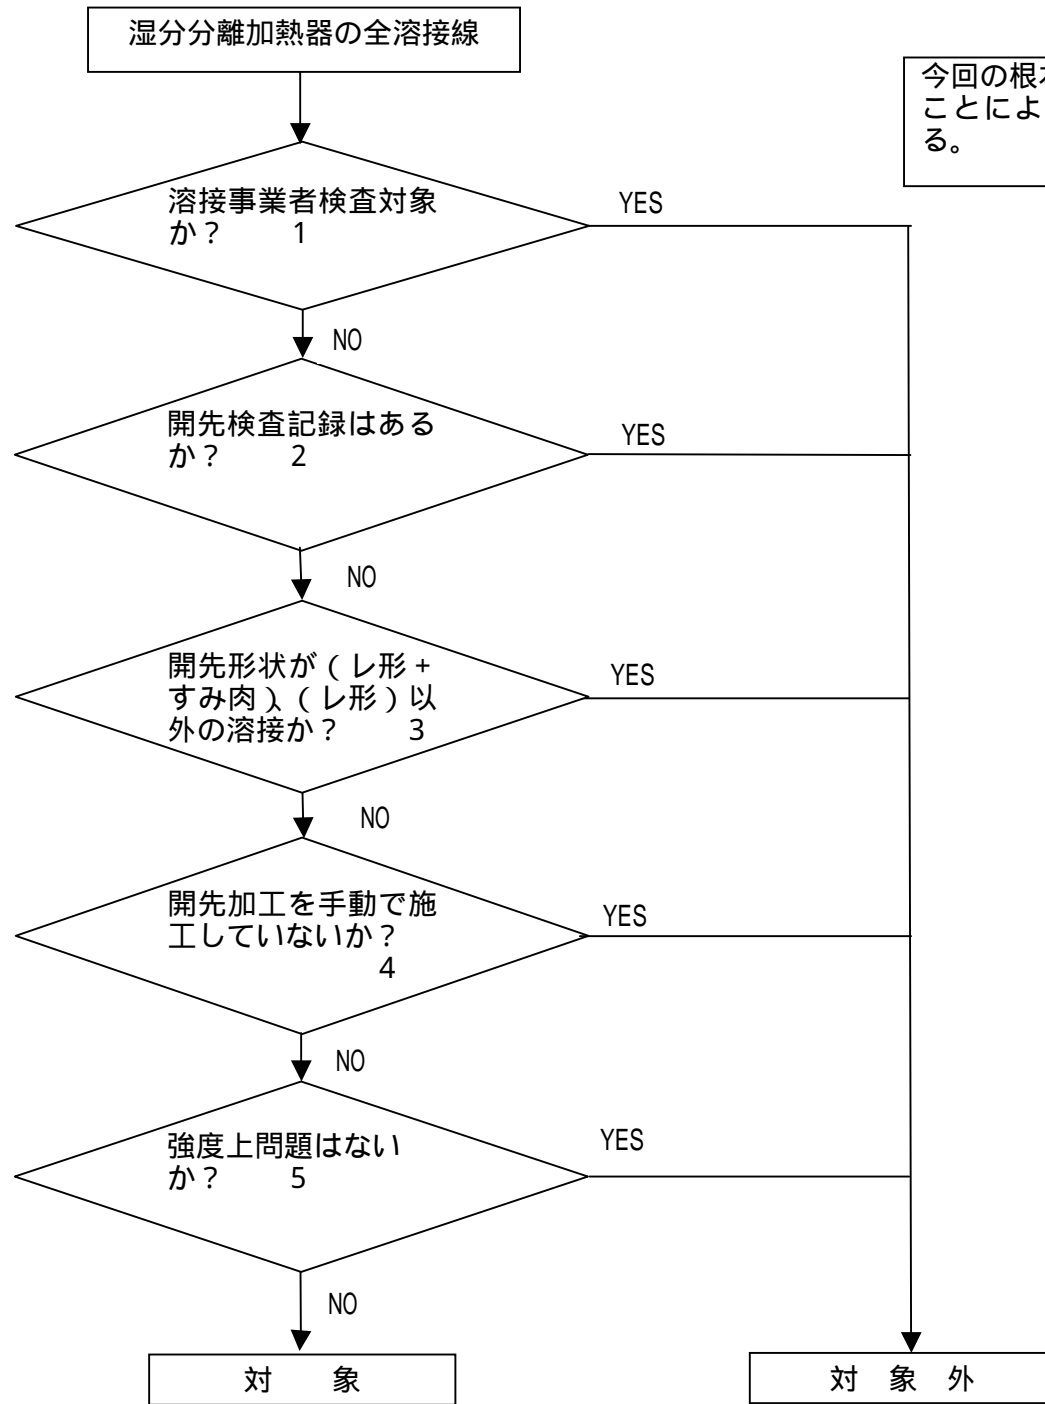 湿分分離加熱器の全溶接線
今回の根
ことによ
る。
溶接事業者検査対象
か? 1
YES
NO
開先検査記録はある
か? 2
YES
NO
開先形状が(レ形+
すみ肉)、(レ形)以
外の溶接か? 3
YES
NO
開先加工を手動で施
工していないか?
4
YES
NO
強度上問題はない
か? 5
YES
NO
対 象
対 象 外